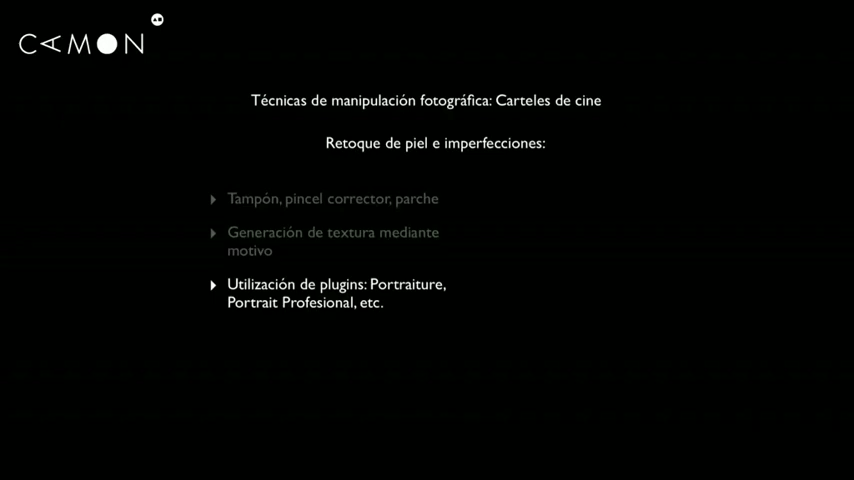 CAMON
Técnicas de manipulación fotográfica: Carteles de cine
Retoque de piel e imperfecciones:
Tampón, pincel corrector, parche
Generación de textura mediante
motivo
Utilización de plugins: Portraiture,
Portrait Profesional, etc.